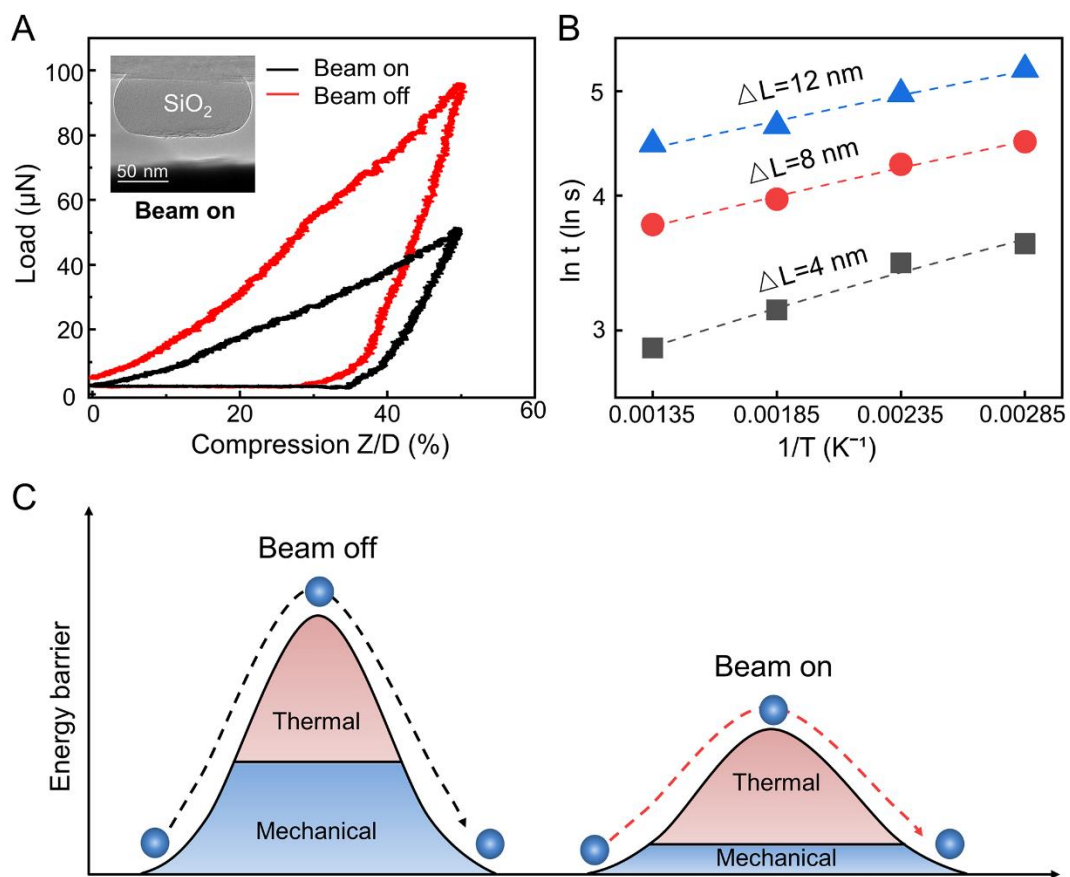 A
Load (μN)
100
80
60
40
20
0
0
20
40
60
Compression Z/D (%)
SiO₂
50 nm
Beam on
Beam on
Beam off
B
ln t (ln s)
5
4
3
△L=12 nm
△L=8 nm
△L=4 nm
0.00135
0.00185
0.00235
0.00285
1/T (K⁻¹)
C
Energy barrier
Beam off
Thermal
Mechanical
Beam on
Thermal
Mechanical